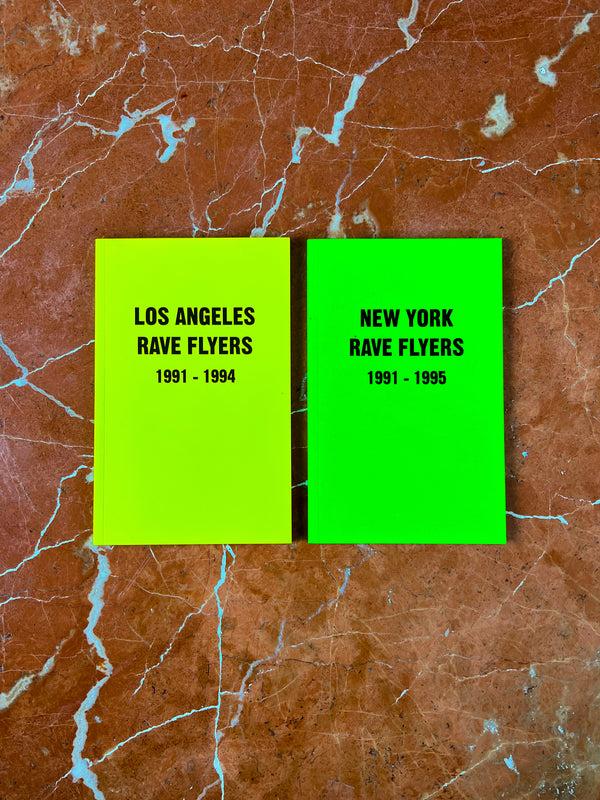 LOS ANGELES
RAVE FLYERS
1991 - 1994
NEW YORK
RAVE FLYERS
1991 - 1995